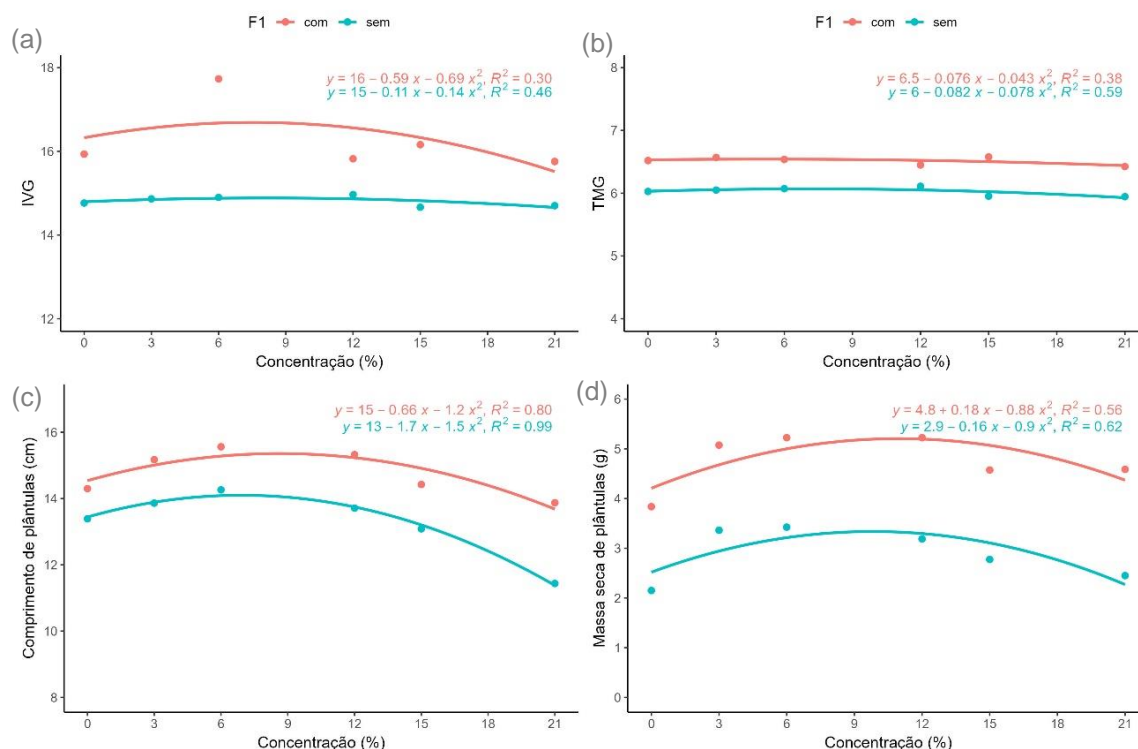 F1 com sem
(a)
18
16
14
12
IVG
y = 16 − 0.59 x − 0.69 x², R² = 0.30
y = 15 − 0.11 x − 0.14 x², R² = 0.46
0 3 6 9 12 15 18 21
Concentração (%)
F1 com sem
(b)
8
7
6
5
4
TMG
y = 6.5 − 0.076 x − 0.043 x², R² = 0.38
y = 6 − 0.082 x − 0.078 x², R² = 0.59
0 3 6 9 12 15 18 21
Concentração (%)
(c)
16
14
12
10
8
Comprimento de plântulas (cm)
y = 15 − 0.66 x − 1.2 x², R² = 0.80
y = 13 − 1.7 x − 1.5 x², R² = 0.99
0 3 6 9 12 15 18 21
Concentração (%)
(d)
6
5
4
3
2
1
0
Massa seca de plântulas (g)
y = 4.8 + 0.18 x − 0.88 x², R² = 0.56
y = 2.9 − 0.16 x − 0.9 x², R² = 0.62
0 3 6 9 12 15 18 21
Concentração (%)